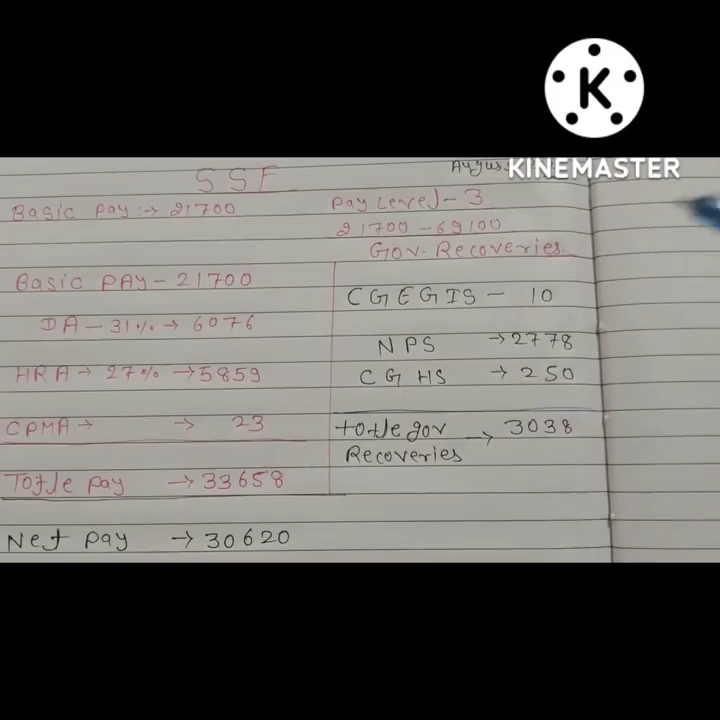 K
KINEMASTER
Augus
SSF
Basic Pay:→ 21700
Pay Level - 3
21700 - 69100
Gov- Recoveries
Basic PAY - 21700
CGEGIS - 10
DA - 31% → 6076
NPS → 2778
HRA → 27% → 5859
CGHS → 250
CPMA → → 23
Totle gov Recoveries → 3038
Totle pay → 33658
Net pay → 30620